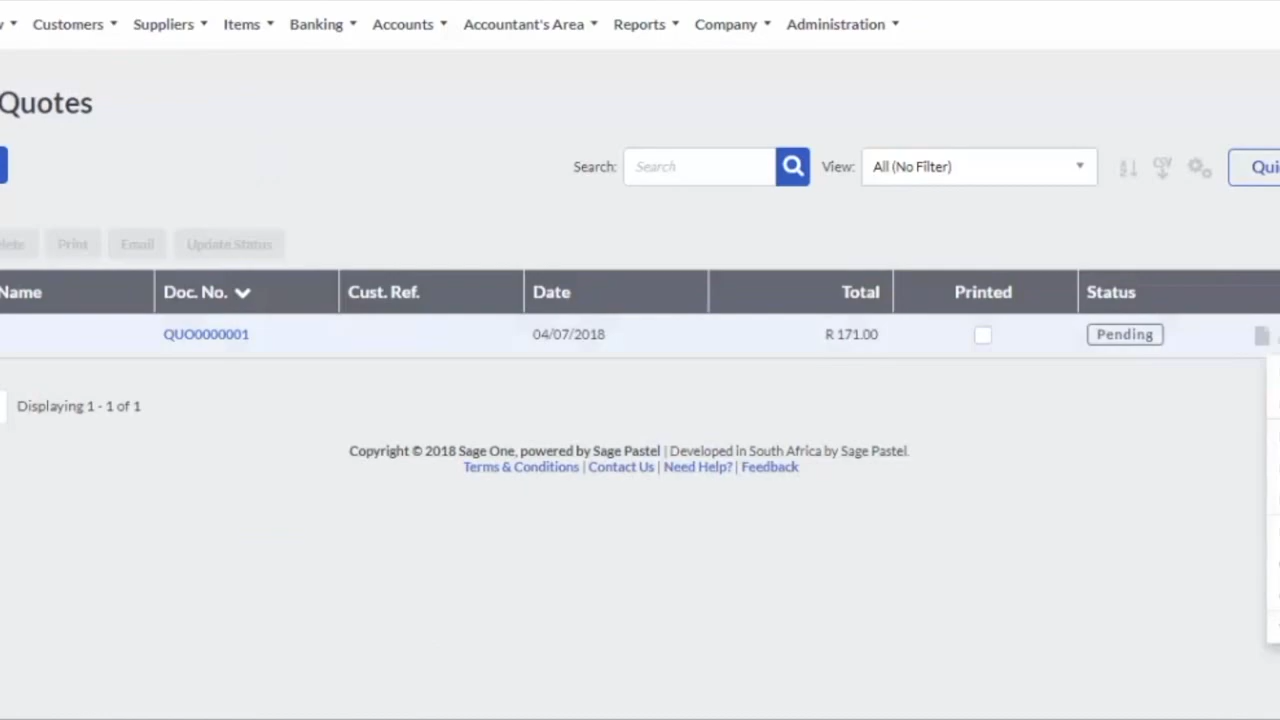 Customers Suppliers Items Banking Accounts Accountant's Area Reports Company Administration
Quotes
Search: Search View: All (No Filter) CSV
Print Email Update Status
Name Doc. No. Cust. Ref. Date Total Printed Status
QUO0000001 04/07/2018 R 171.00 Pending
Displaying 1 - 1 of 1
Copyright © 2018 Sage One, powered by Sage Pastel | Developed in South Africa by Sage Pastel.
Terms & Conditions | Contact Us | Need Help? | Feedback